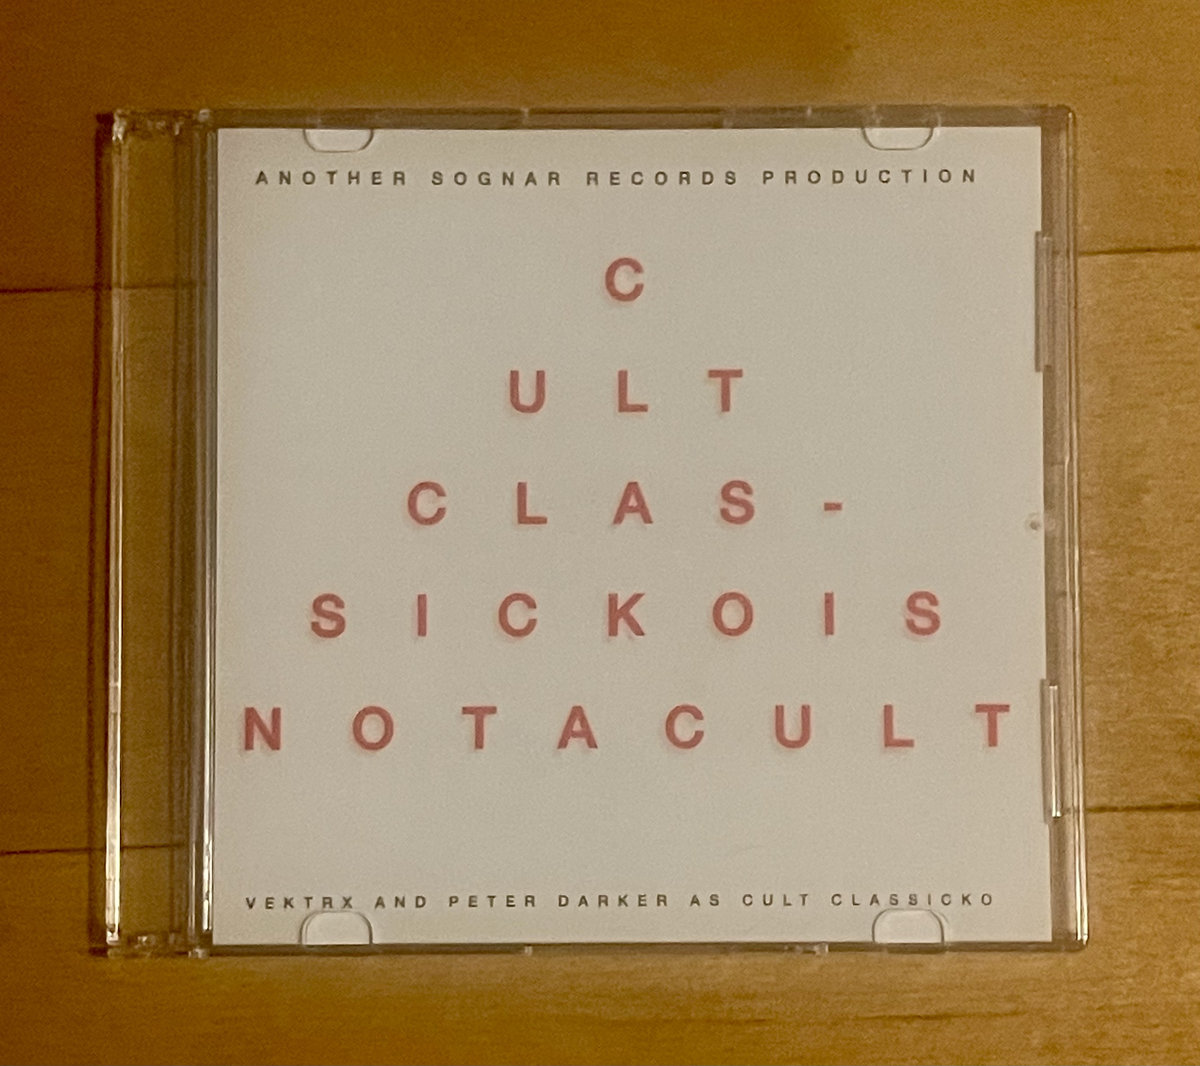 ANOTHER SOGNAR RECORDS PRODUCTION
C
ULT
CLAS-
SICKOIS
NOTACULT
VEKTRX AND PETER DARKER AS CULT CLASSICKO